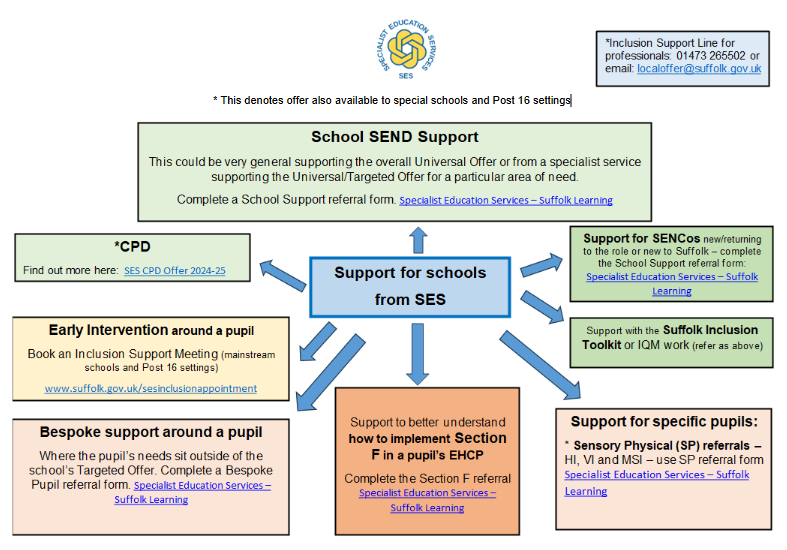 SPECIALIST EDUCATION SERVICES
SES
*Inclusion Support Line for
professionals: 01473 265502 or
email: localoffer@suffolk.gov.uk
* This denotes offer also available to special schools and Post 16 settings
School SEND Support
This could be very general supporting the overall Universal Offer or from a specialist service
supporting the Universal/Targeted Offer for a particular area of need.
Complete a School Support referral form. Specialist Education Services – Suffolk Learning
*CPD
Find out more here: SES CPD Offer 2024-25
Support for schools
from SES
Support for SENCos new/returning
to the role or new to Suffolk – complete
the School Support referral form:
Specialist Education Services – Suffolk
Learning
Early Intervention around a pupil
Book an Inclusion Support Meeting (mainstream
schools and Post 16 settings)
www.suffolk.gov.uk/sesinclusionappointment
Support with the Suffolk Inclusion
Toolkit or IQM work (refer as above)
Bespoke support around a pupil
Where the pupil's needs sit outside of the
school's Targeted Offer. Complete a Bespoke
Pupil referral form. Specialist Education Services –
Suffolk Learning
Support to better understand
how to implement Section
F in a pupil's EHCP
Complete the Section F referral
Specialist Education Services –
Suffolk Learning
Support for specific pupils:
* Sensory Physical (SP) referrals –
HI, VI and MSI – use SP referral form
Specialist Education Services – Suffolk
Learning